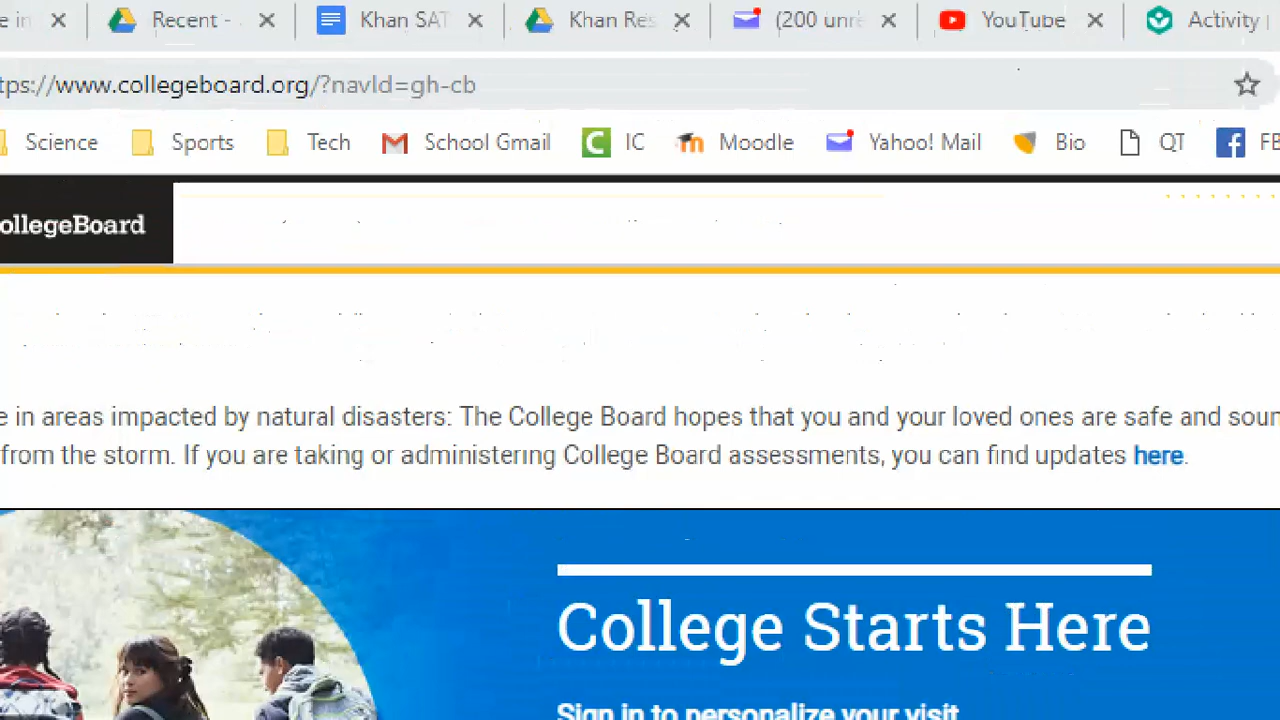 e in Recent - Khan SAT Khan Res (200 unre YouTube Activity
tps://www.collegeboard.org/?navId=gh-cb
Science Sports Tech School Gmail IC Moodle Yahoo! Mail Bio QT FB
ollegeBoard
e in areas impacted by natural disasters: The College Board hopes that you and your loved ones are safe and soun
from the storm. If you are taking or administering College Board assessments, you can find updates here.
College Starts Here
Sign in to personalize your visit